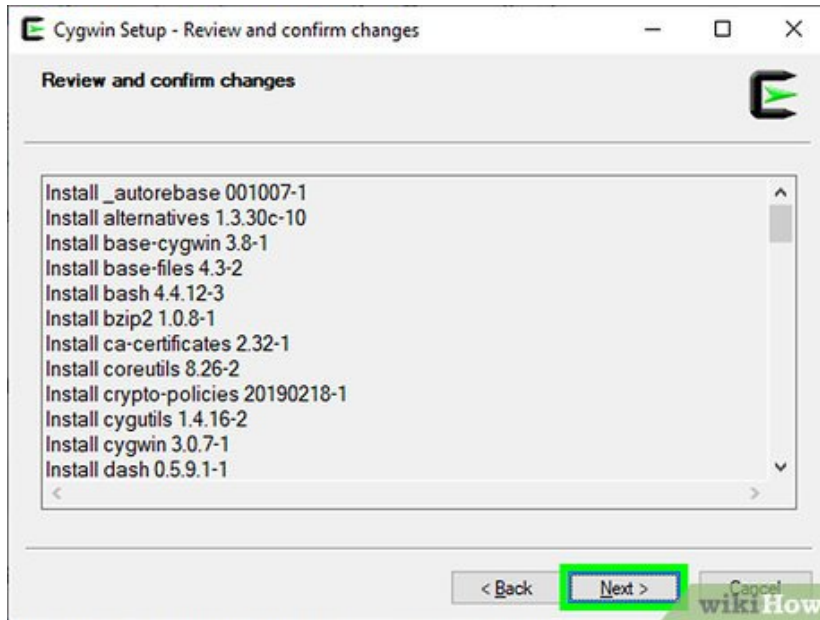 Cygwin Setup - Review and confirm changes
Review and confirm changes
Install _autorebase 001007-1
Install alternatives 1.3.30c-10
Install base-cygwin 3.8-1
Install base-files 4.3-2
Install bash 4.4.12-3
Install bzip2 1.0.8-1
Install ca-certificates 2.32-1
Install coreutils 8.26-2
Install crypto-policies 20190218-1
Install cygutils 1.4.16-2
Install cygwin 3.0.7-1
Install dash 0.5.9.1-1
< Back Next > Cancel
wikiHow